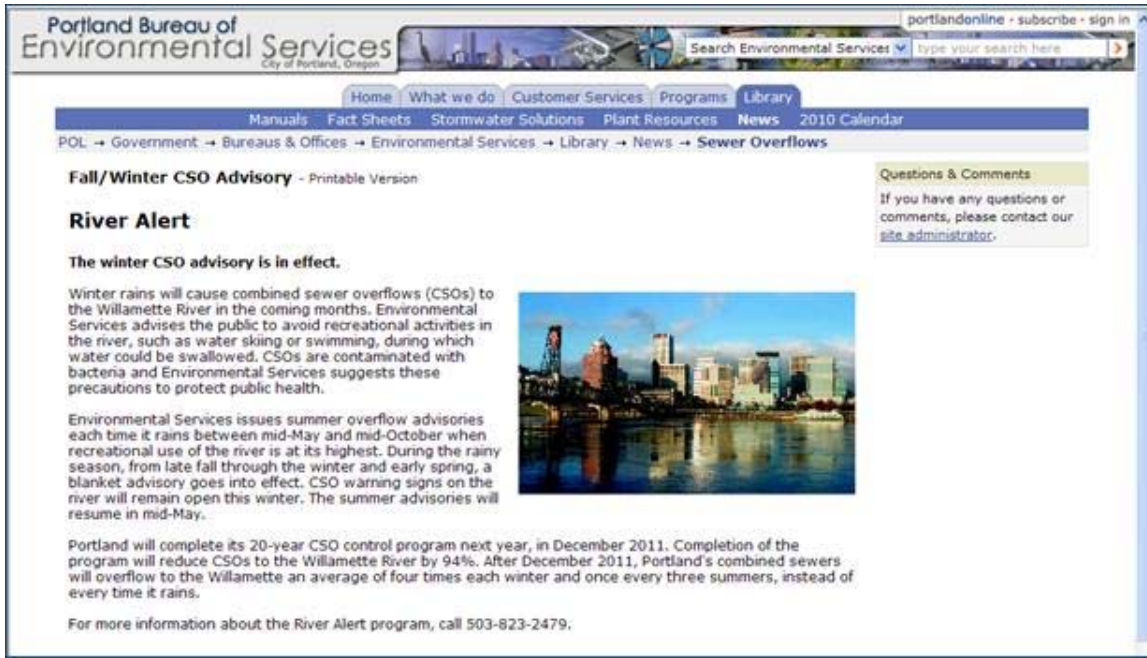 Portland Bureau of
Environmental Services
City of Portland, Oregon
portlandonline - subscribe - sign in
Search Environmental Services type your search here
Home What we do Customer Services Programs Library
Manuals Fact Sheets Stormwater Solutions Plant Resources News 2010 Calendar
POL → Government → Bureaus & Offices → Environmental Services → Library → News → Sewer Overflows
Fall/Winter CSO Advisory - Printable Version
River Alert
The winter CSO advisory is in effect.
Winter rains will cause combined sewer overflows (CSOs) to
the Willamette River in the coming months. Environmental
Services advises the public to avoid recreational activities in
the river, such as water skiing or swimming, during which
water could be swallowed. CSOs are contaminated with
bacteria and Environmental Services suggests these
precautions to protect public health.
Environmental Services issues summer overflow advisories
each time it rains between mid-May and mid-October when
recreational use of the river is at its highest. During the rainy
season, from late fall through the winter and early spring, a
blanket advisory goes into effect. CSO warning signs on the
river will remain open this winter. The summer advisories will
resume in mid-May.
Portland will complete its 20-year CSO control program next year, in December 2011. Completion of the
program will reduce CSOs to the Willamette River by 94%. After December 2011, Portland's combined sewers
will overflow to the Willamette an average of four times each winter and once every three summers, instead of
every time it rains.
For more information about the River Alert program, call 503-823-2479.
Questions & Comments
If you have any questions or
comments, please contact our
site administrator.